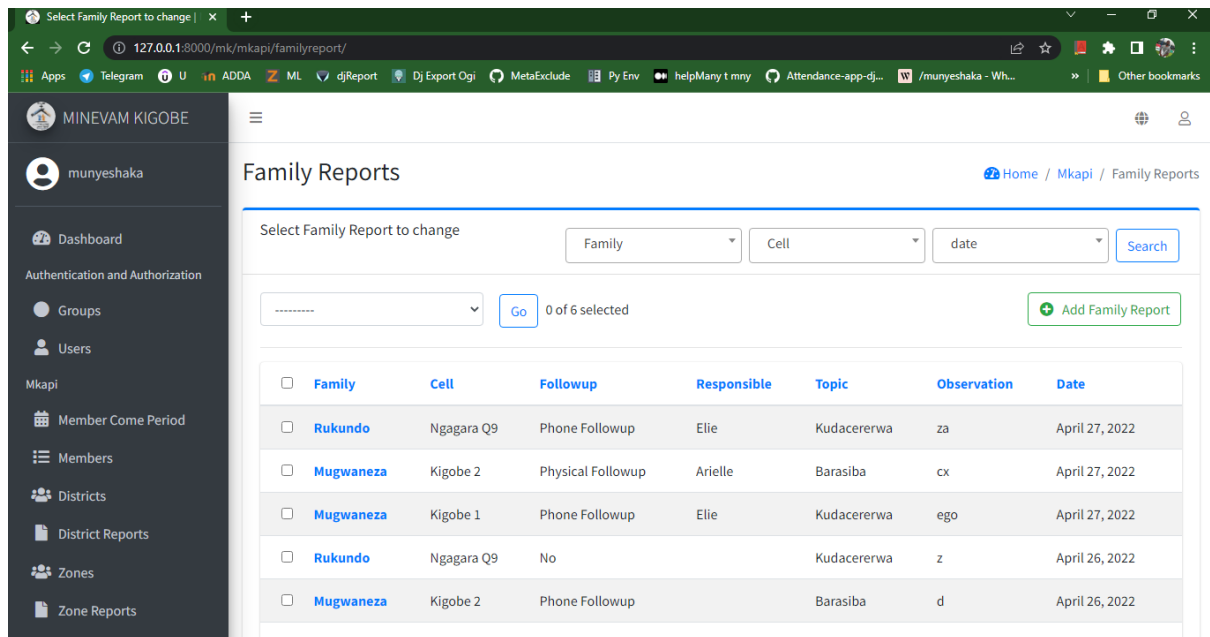 Select Family Report to change |
127.0.0.1:8000/mk/mkapi/familyreport/
Apps Telegram U ADDA ML djReport Dj Export Ogi MetaExclude Py Env helpMany t mny Attendance-app-dj... /munyeshaka - Wh... » Other bookmarks
MINEVAM KIGOBE
munyeshaka
Dashboard
Authentication and Authorization
Groups
Users
Mkapi
Member Come Period
Members
Districts
District Reports
Zones
Zone Reports
Family Reports
Home / Mkapi / Family Reports
Select Family Report to change
Family Cell date Search
--------- Go 0 of 6 selected Add Family Report
Family Cell Followup Responsible Topic Observation Date
Rukundo Ngagara Q9 Phone Followup Elie Kudacererwa za April 27, 2022
Mugwaneza Kigobe 2 Physical Followup Arielle Barasiba cx April 27, 2022
Mugwaneza Kigobe 1 Phone Followup Elie Kudacererwa ego April 27, 2022
Rukundo Ngagara Q9 No Kudacererwa z April 26, 2022
Mugwaneza Kigobe 2 Phone Followup Barasiba d April 26, 2022